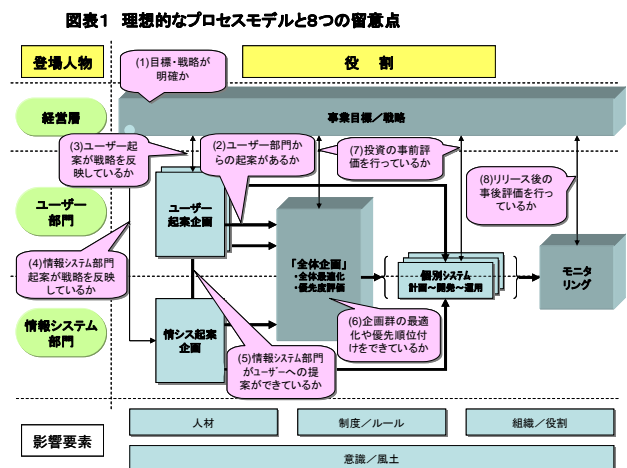 図表1 理想的なプロセスモデルと8つの留意点
登場人物
役 割
(1)目標・戦略が
明確か
経営層
事業目標/戦略
(3)ユーザー起
案が戦略を反
映しているか
(2)ユーザー部門か
らの起案があるか
(7)投資の事前評
価を行っているか
(8)リリース後の
事後評価を行っ
ているか
ユーザー
部門
ユーザー
起案企画
(4)情報システム部門
起案が戦略を反映
しているか
「全体企画」
・全体最適化
・優先度評価
個別システム
計画~開発~運用
モニタ
リング
情報システム
部門
情シス起案
企画
(5)情報システム部門
がユーザーへの提
案ができているか
(6)企画群の最適
化や優先順位付
けをできているか
影響要素
人材
制度/ルール
組織/役割
意識/風土